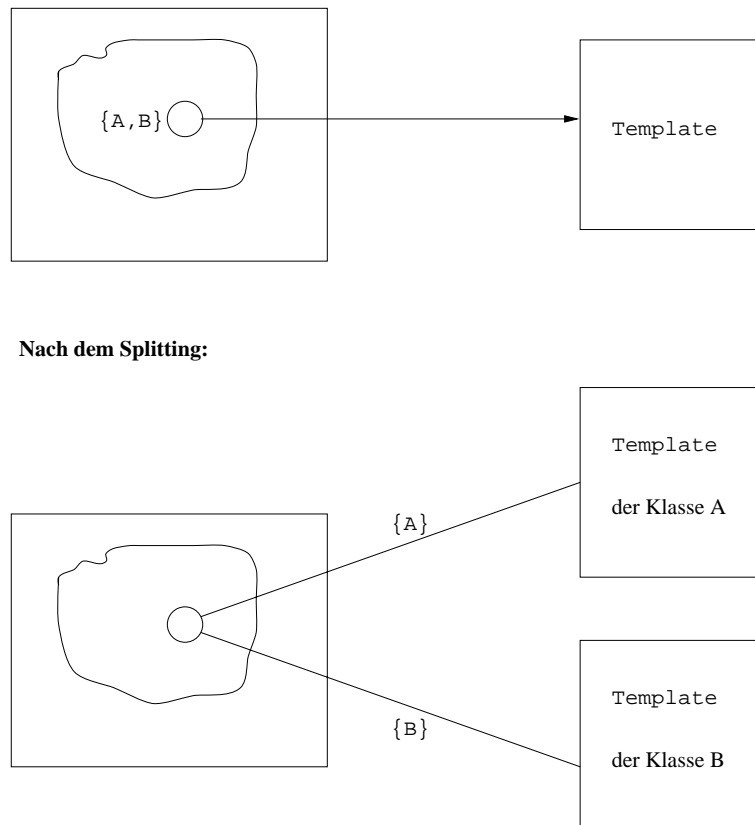 {A,B}
Template
Nach dem Splitting:
Template
der Klasse A
{A}
{B}
Template
der Klasse B